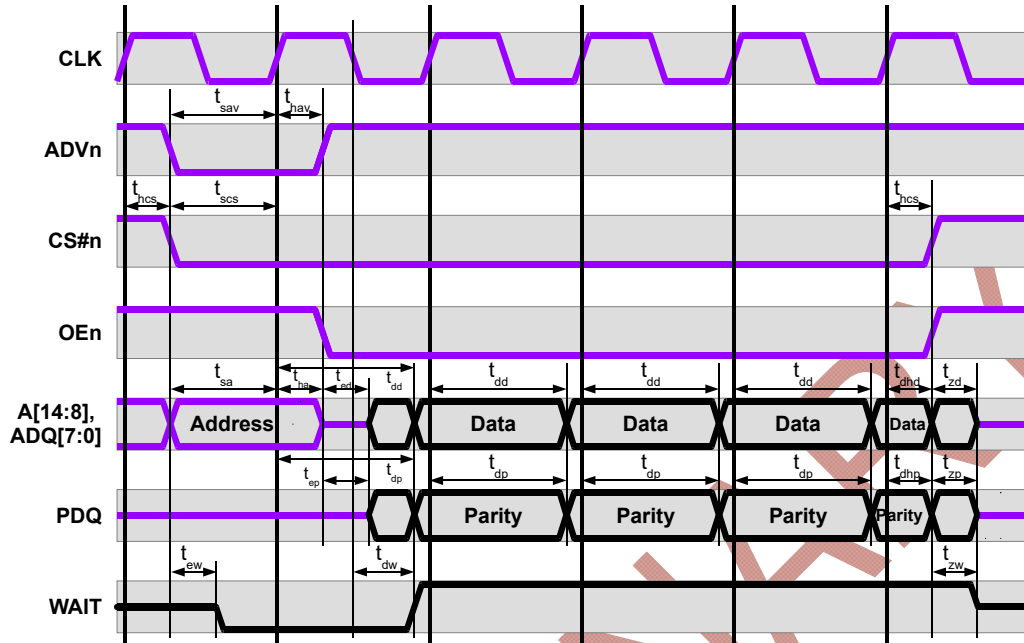 CLK
t sav t hav
ADVn
t hcs t scs t hcs
CS#n
OEn
t sa t ha t ed t dd t dd t dd t dd t dhd t zd
A[14:8],
ADQ[7:0]
Address Data Data Data Data
t ep t dp t dp t dp t dp t dhp t zp
PDQ
Parity Parity Parity Parity
t ew t dw t zw
WAIT